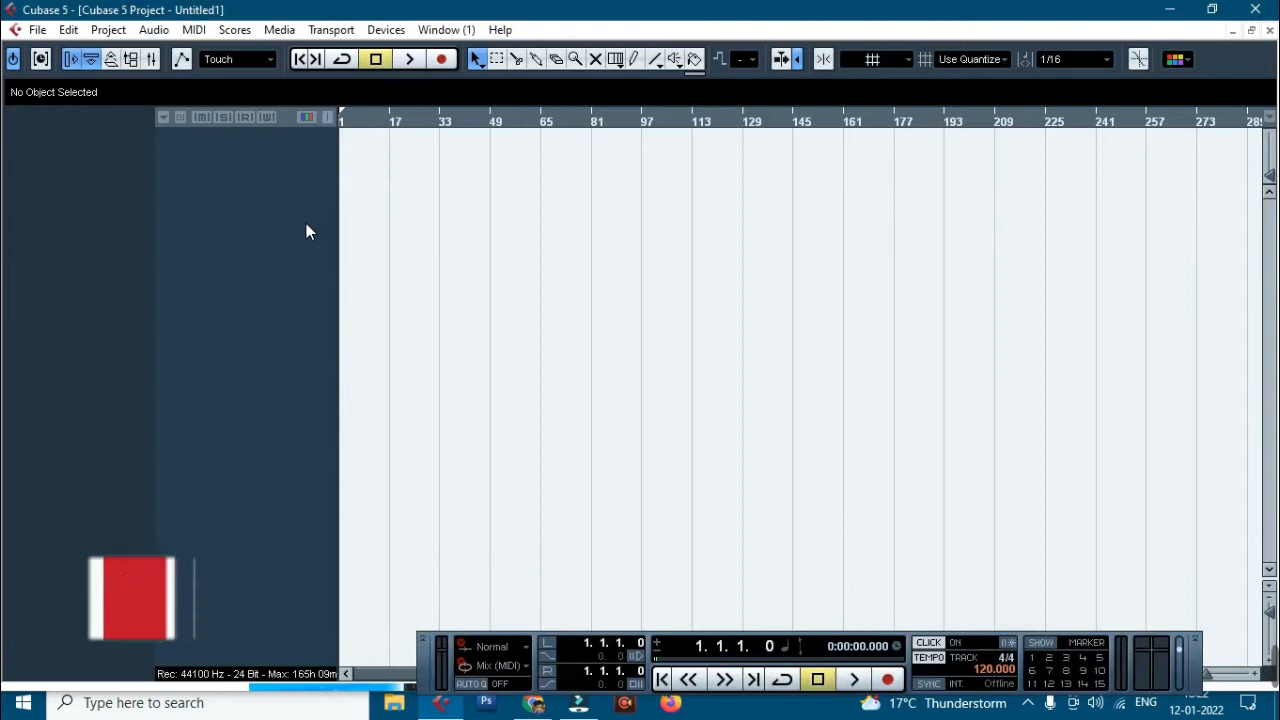 Cubase 5 - [Cubase 5 Project - Untitled1]
File Edit Project Audio MIDI Scores Media Transport Devices Window (1) Help
Touch - Use Quantize 1/16
No Object Selected
[M] [S] [R] [W]
1 17 33 49 65 81 97 113 129 145 161 177 193 209 225 241 257 273
Normal L 1. 1. 1. 0 1. 1. 1. 0 0:00:00.000 CLICK ON SHOW MARKER
0. 0 TEMPO TRACK 4/4 1 2 3 4 5
Mix (MIDI) R 1. 1. 1. 0 120.000 6 7 8 9 10
AUTO Q OFF 0. 0 SYNC INT. Offline 11 12 13 14 15
Rec: 44100 Hz - 24 Bit - Max: 165h 09m
Type here to search 17°C Thunderstorm ENG
12-01-2022